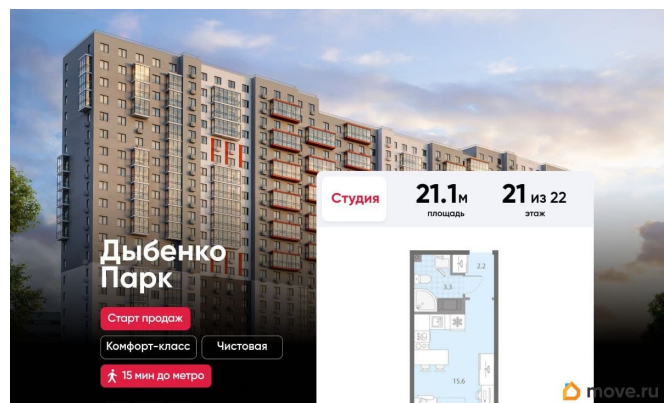 Студия
21.1м
площадь
21 из 22
этаж
Дыбенко
Парк
Старт продаж
Комфорт-класс
Чистовая
15 мин до метро
2.2
3.3
15.6
move.ru